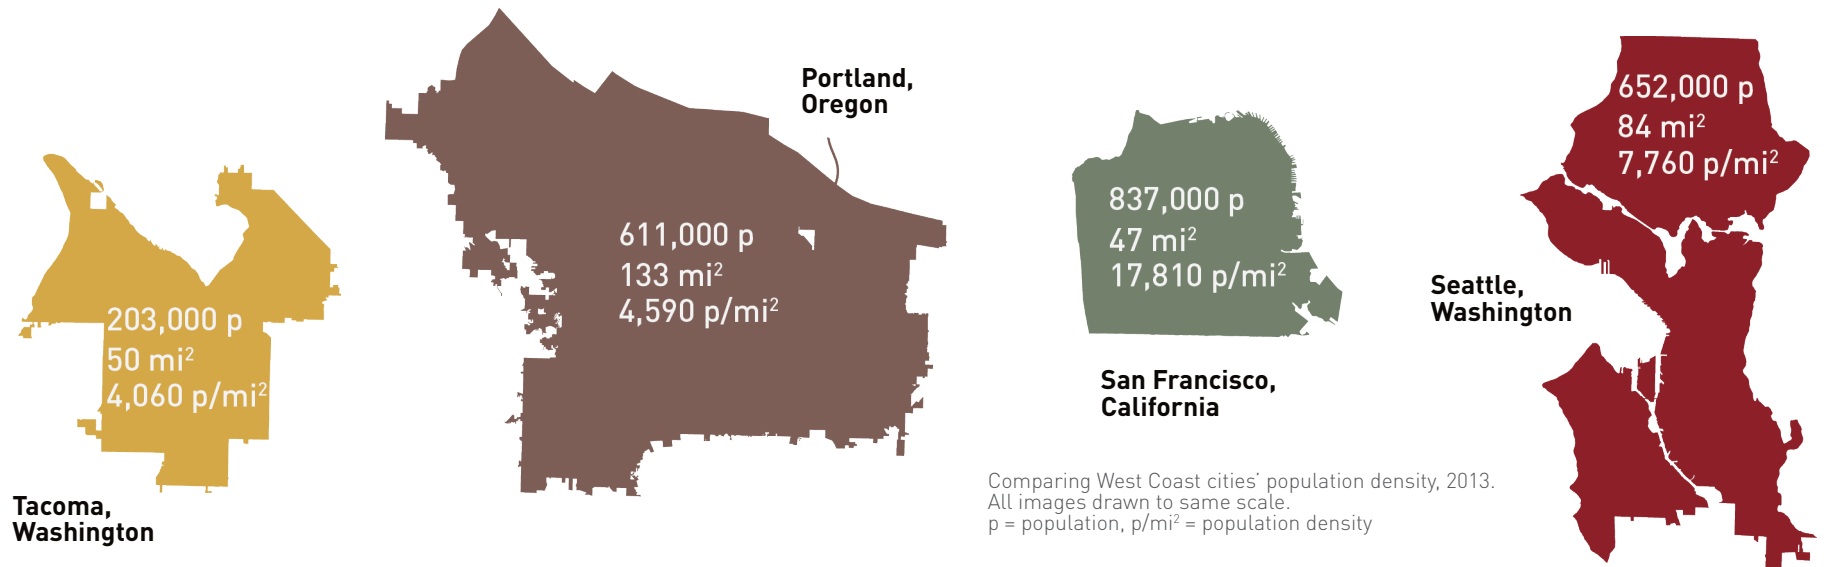 203,000 p
50 mi²
4,060 p/mi²
Tacoma,
Washington
Portland,
Oregon
611,000 p
133 mi²
4,590 p/mi²
837,000 p
47 mi²
17,810 p/mi²
San Francisco,
California
652,000 p
84 mi²
7,760 p/mi²
Seattle,
Washington
Comparing West Coast cities’ population density, 2013.
All images drawn to same scale.
p = population, p/mi² = population density